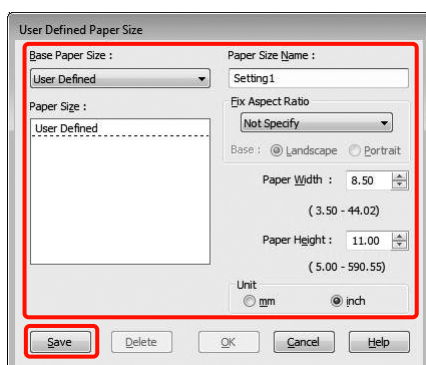 User Defined Paper Size
Base Paper Size :
User Defined
Paper Size :
User Defined
Paper Size Name :
Setting1
Fix Aspect Ratio
Not Specify
Base : Landscape Portrait
Paper Width : 8.50
( 3.50 - 44.02)
Paper Height : 11.00
( 5.00 - 590.55)
Unit
mm inch
Save Delete OK Cancel Help